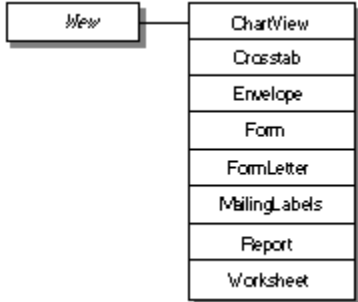 View
ChartView
Crosstab
Envelope
Form
FormLetter
MailingLabels
Report
Worksheet